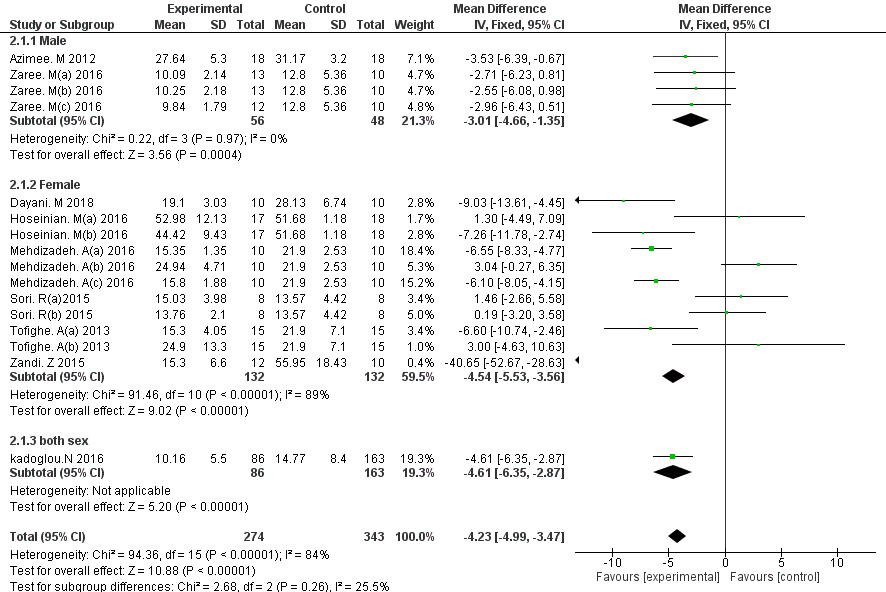 Experimental Control Mean Difference Mean Difference
Study or Subgroup Mean SD Total Mean SD Total Weight IV, Fixed, 95% CI IV, Fixed, 95% CI
2.1.1 Male
Azimee. M 2012 27.64 5.3 18 31.17 3.2 18 7.1% -3.53 [-6.39, -0.67]
Zaree. M(a) 2016 10.09 2.14 13 12.8 5.36 10 4.7% -2.71 [-6.23, 0.81]
Zaree. M(b) 2016 10.25 2.18 13 12.8 5.36 10 4.7% -2.55 [-6.08, 0.98]
Zaree. M(c) 2016 9.84 1.79 12 12.8 5.36 10 4.8% -2.96 [-6.43, 0.51]
Subtotal (95% CI) 56 48 21.3% -3.01 [-4.66, -1.35]
Heterogeneity: Chi² = 0.22, df = 3 (P = 0.97); I² = 0%
Test for overall effect: Z = 3.56 (P = 0.0004)
2.1.2 Female
Dayani. M 2018 19.1 3.03 10 28.13 6.74 10 2.8% -9.03 [-13.61, -4.45]
Hoseinian. M(a) 2016 52.98 12.13 17 51.68 1.18 18 1.7% 1.30 [-4.49, 7.09]
Hoseinian. M(b) 2016 44.42 9.43 17 51.68 1.18 18 2.8% -7.26 [-11.78, -2.74]
Mehdizadeh. A(a) 2016 15.35 1.35 10 21.9 2.53 10 18.4% -6.55 [-8.33, -4.77]
Mehdizadeh. A(b) 2016 24.94 4.71 10 21.9 2.53 10 5.3% 3.04 [-0.27, 6.35]
Mehdizadeh. A(c) 2016 15.8 1.88 10 21.9 2.53 10 15.2% -6.10 [-8.05, -4.15]
Sori. R(a)2015 15.03 3.98 8 13.57 4.42 8 3.4% 1.46 [-2.66, 5.58]
Sori. R(b) 2015 13.76 2.1 8 13.57 4.42 8 5.0% 0.19 [-3.20, 3.58]
Tofighe. A(a) 2013 15.3 4.05 15 21.9 7.1 15 3.4% -6.60 [-10.74, -2.46]
Tofighe. A(b) 2013 24.9 13.3 15 21.9 7.1 15 1.0% 3.00 [-4.63, 10.63]
Zandi. Z 2015 15.3 6.6 12 55.95 18.43 10 0.4% -40.65 [-52.67, -28.63]
Subtotal (95% CI) 132 132 59.5% -4.54 [-5.53, -3.56]
Heterogeneity: Chi² = 91.46, df = 10 (P < 0.00001); I² = 89%
Test for overall effect: Z = 9.02 (P < 0.00001)
2.1.3 both sex
kadoglou.N 2016 10.16 5.5 86 14.77 8.4 163 19.3% -4.61 [-6.35, -2.87]
Subtotal (95% CI) 86 163 19.3% -4.61 [-6.35, -2.87]
Heterogeneity: Not applicable
Test for overall effect: Z = 5.20 (P < 0.00001)
Total (95% CI) 274 343 100.0% -4.23 [-4.99, -3.47]
Heterogeneity: Chi² = 94.36, df = 15 (P < 0.00001); I² = 84%
Test for overall effect: Z = 10.88 (P < 0.00001)
Test for subgroup differences: Chi² = 2.68, df = 2 (P = 0.26), I² = 25.5%
-10 -5 0 5 10
Favours [experimental] Favours [control]